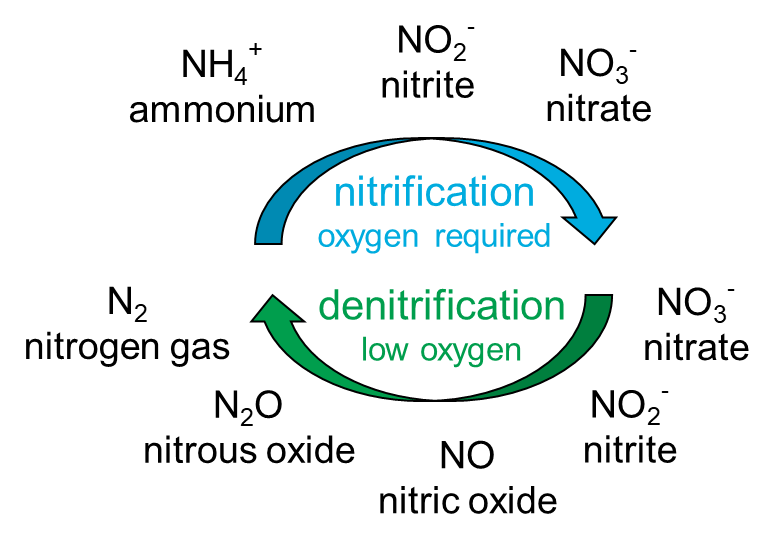 NO₂⁻
nitrite
NH₄⁺
ammonium
NO₃⁻
nitrate
nitrification
oxygen required
denitrification
low oxygen
N₂
nitrogen gas
NO₃⁻
nitrate
N₂O
nitrous oxide
NO₂⁻
nitrite
NO
nitric oxide